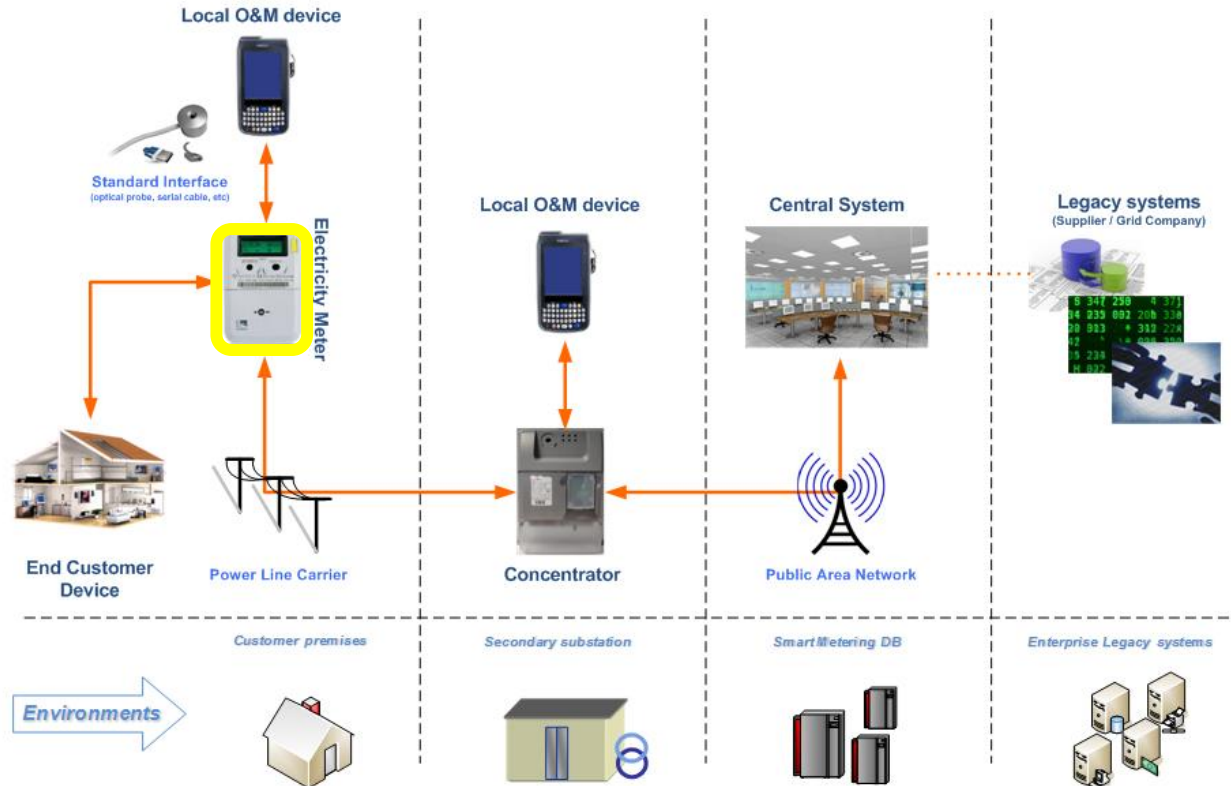 Local O&M device
Standard Interface
(optical probe, serial cable, etc)
Electricity Meter
End Customer
Device
Power Line Carrier
Local O&M device
Concentrator
Central System
Public Area Network
Legacy systems
(Supplier / Grid Company)
Customer premises
Secondary substation
SmartMetering DB
Enterprise Legacy systems
Environments